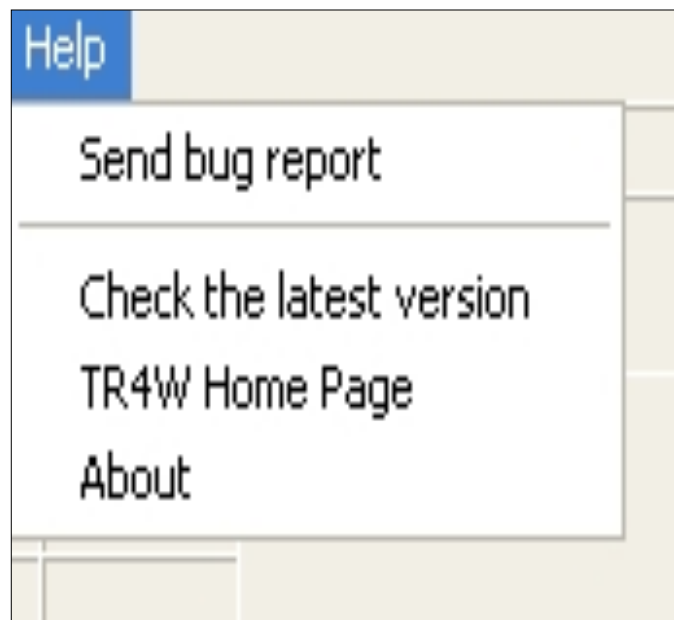 Help
Send bug report
Check the latest version
TR4W Home Page
About